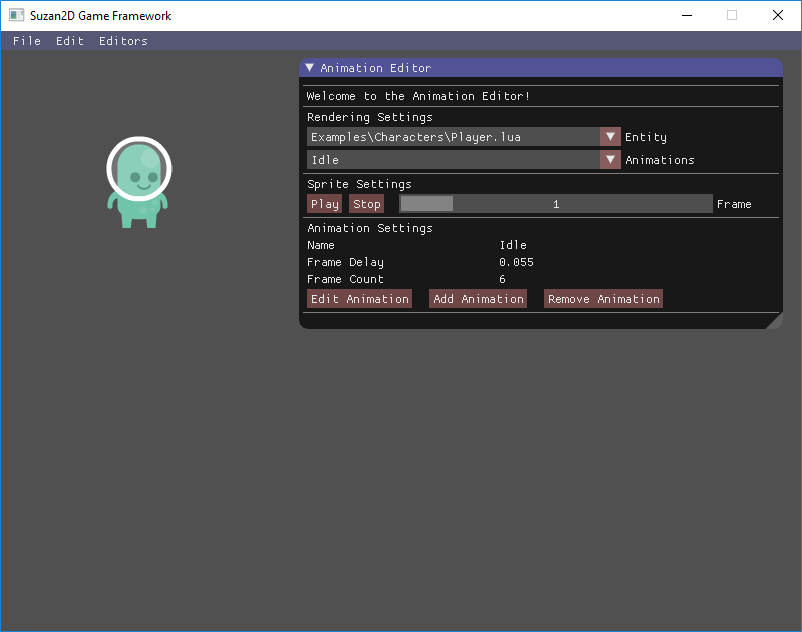 Suzan2D Game Framework
File Edit Editors
Animation Editor
Welcome to the Animation Editor!
Rendering Settings
Examples\Characters\Player.lua Entity
Idle Animations
Sprite Settings
Play Stop 1 Frame
Animation Settings
Name Idle
Frame Delay 0.055
Frame Count 6
Edit Animation Add Animation Remove Animation